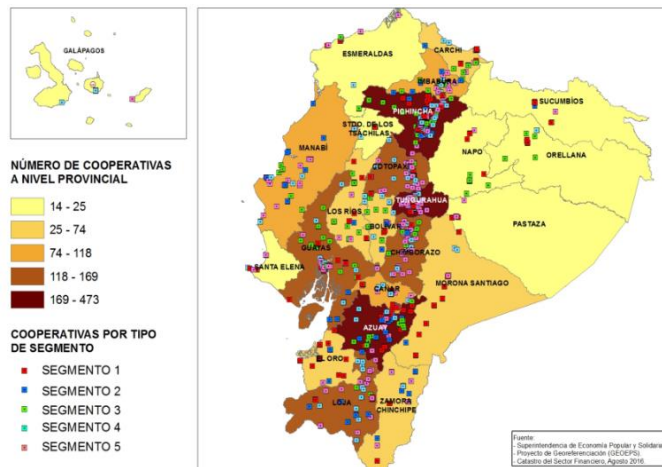 GALÁPAGOS
ESMERALDAS
CARCHI
IMBABURA
SUCUMBÍOS
PICHINCHA
STDO. DE LOS
TSÁCHILAS
NAPO
ORELLANA
MANABÍ
COTOPAXI
TUNGURAHUA
PASTAZA
LOS RÍOS
BOLÍVAR
GUAYAS
CHIMBORAZO
SANTA ELENA
MORONA SANTIAGO
CAÑAR
AZUAY
EL ORO
LOJA
ZAMORA
CHINCHIPE
NÚMERO DE COOPERATIVAS
A NIVEL PROVINCIAL
14 - 25
25 - 74
74 - 118
118 - 169
169 - 473
COOPERATIVAS POR TIPO
DE SEGMENTO
SEGMENTO 1
SEGMENTO 2
SEGMENTO 3
SEGMENTO 4
SEGMENTO 5
Fuente:
- Superintendencia de Economía Popular y Solidara
- Proyecto de Georeferenciación (GEOEPS)
- Catastro del Sector Financiero, Agosto 2016.